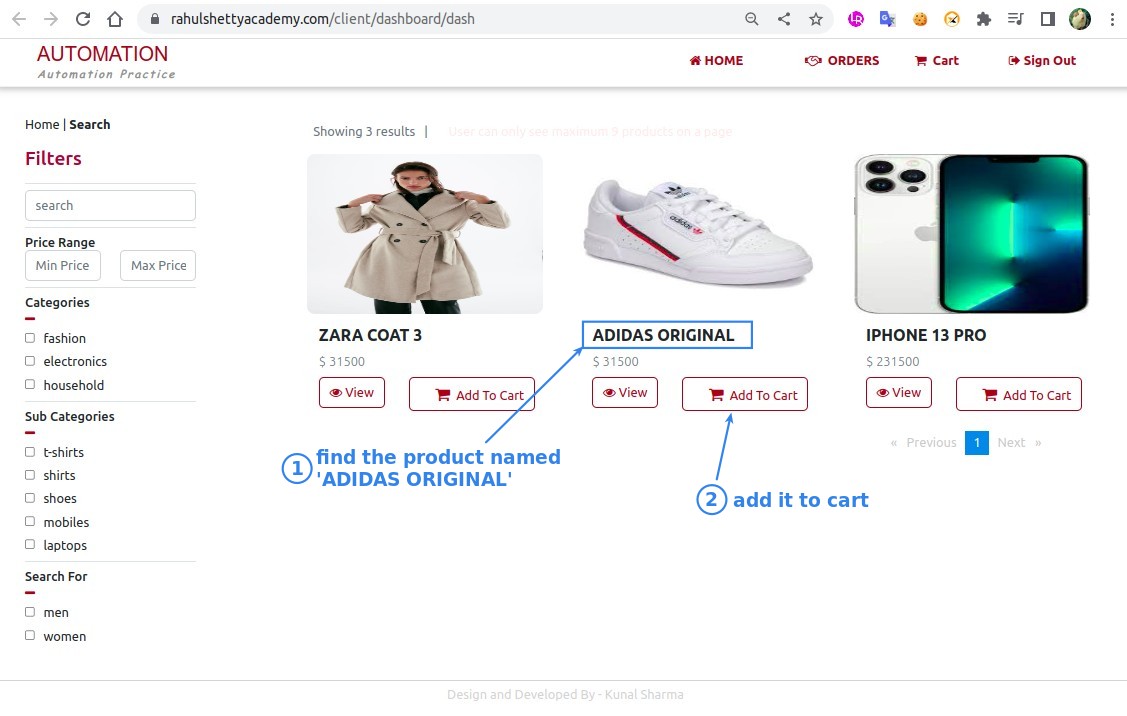 rahulshettyacademy.com/client/dashboard/dash
AUTOMATION
Automation Practice
HOME
ORDERS
Cart
Sign Out
Home | Search
Filters
search
Price Range
Min Price
Max Price
Categories
fashion
electronics
household
Sub Categories
t-shirts
shirts
shoes
mobiles
laptops
Search For
men
women
Showing 3 results |
User can only see maximum 9 products on a page
ZARA COAT 3
$ 31500
View
Add To Cart
adidas
ADIDAS ORIGINAL
$ 31500
View
Add To Cart
IPHONE 13 PRO
$ 231500
View
Add To Cart
« Previous 1 Next »
1 find the product named
'ADIDAS ORIGINAL'
2 add it to cart
Design and Developed By - Kunal Sharma